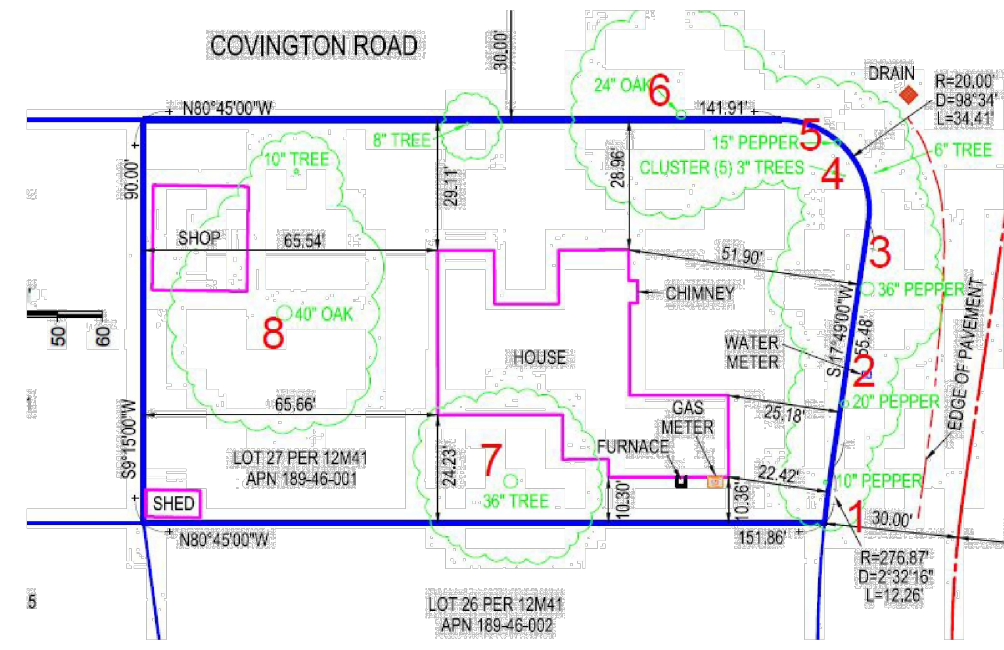 COVINGTON ROAD
30.00'
DRAIN
R=20.00'
D=98°34'
L=34.41'
24" OAK
6
N80°45'00"W
141.91'
8" TREE
15" PEPPER
5
6" TREE
10" TREE
CLUSTER (5) 3" TREES
4
90.00'
29.11'
28.96'
SHOP
65.54'
51.90'
3
CHIMNEY
36" PEPPER
40" OAK
8
50
60
HOUSE
WATER
METER
S/17°49'00"W
55.48'
2
EDGE OF PAVEMENT
65.66'
GAS
METER
25.18'
20" PEPPER
S9°15'00"W
LOT 27 PER 12M41
APN 189-46-001
FURNACE
7
24.23'
22.42'
10" PEPPER
36" TREE
10.30'
10.36'
SHED
1
30.00'
N80°45'00"W
151.86'
R=276.87'
D=2°32'16"
L=12.26'
5
LOT 26 PER 12M41
APN 189-46-002